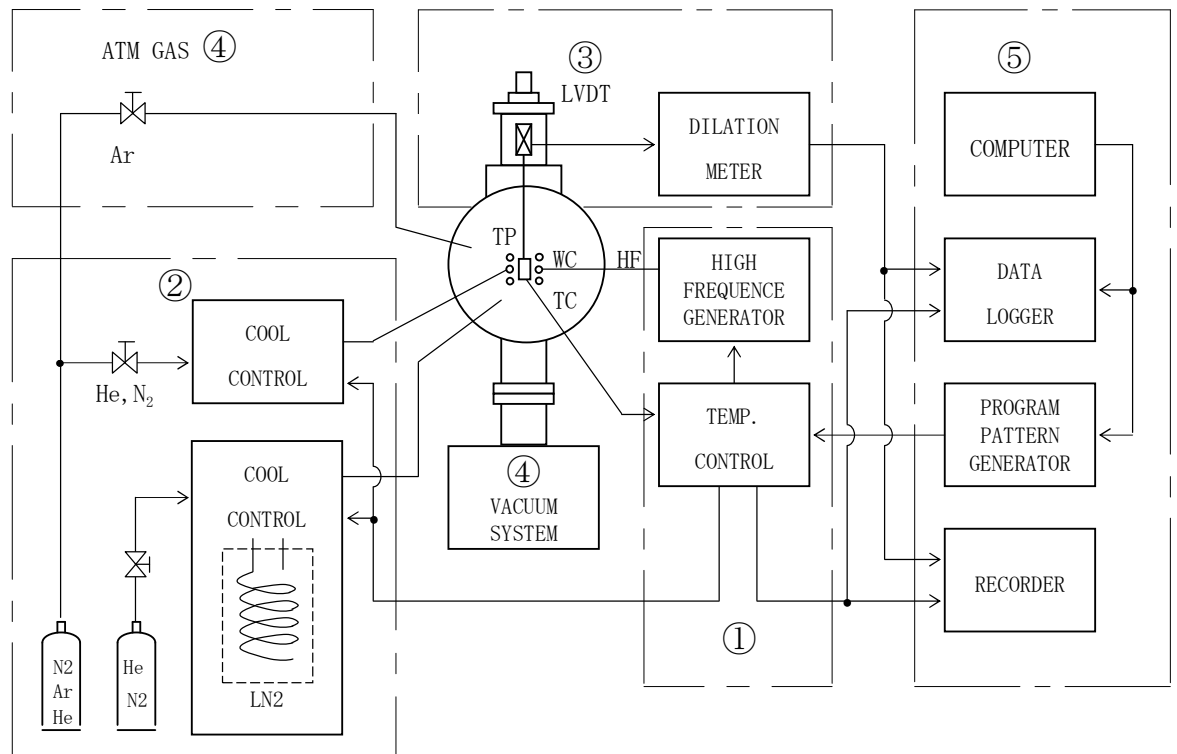 ATM GAS ④
Ar
③
LVDT
DILATION
METER
⑤
COMPUTER
②
COOL
CONTROL
He, N₂
TP
WC
TC
HF
HIGH
FREQUENCE
GENERATOR
DATA
LOGGER
TEMP.
CONTROL
PROGRAM
PATTERN
GENERATOR
COOL
CONTROL
LN2
④
VACUUM
SYSTEM
①
RECORDER
N2
Ar
He
He
N2